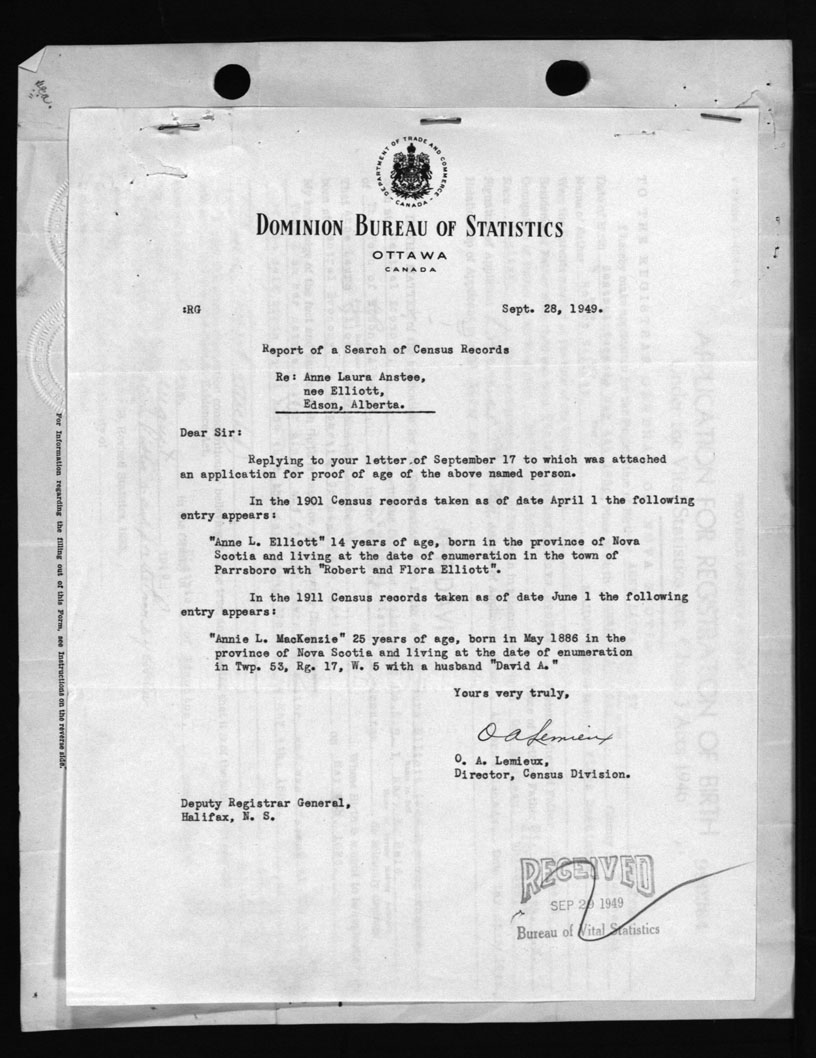 DEPARTMENT OF TRADE AND COMMERCE
CANADA
DOMINION BUREAU OF STATISTICS
OTTAWA
CANADA
:RG Sept. 28, 1949.
Report of a Search of Census Records
Re: Anne Laura Anstee,
nee Elliott,
Edson, Alberta.
Dear Sir:
Replying to your letter of September 17 to which was attached
an application for proof of age of the above named person.
In the 1901 Census records taken as of date April 1 the following
entry appears:
"Anne L. Elliott" 14 years of age, born in the province of Nova
Scotia and living at the date of enumeration in the town of
Parrsboro with "Robert and Flora Elliott".
In the 1911 Census records taken as of date June 1 the following
entry appears:
"Annie L. MacKenzie" 25 years of age, born in May 1886 in the
province of Nova Scotia and living at the date of enumeration
in Twp. 53, Rg. 17, W. 5 with a husband "David A."
Yours very truly,
O A Lemieux
O. A. Lemieux,
Director, Census Division.
Deputy Registrar General,
Halifax, N. S.
RECEIVED
SEP 29 1949
Bureau of Vital Statistics
For Information regarding the filling out of this Form, see Instructions on the reverse side.